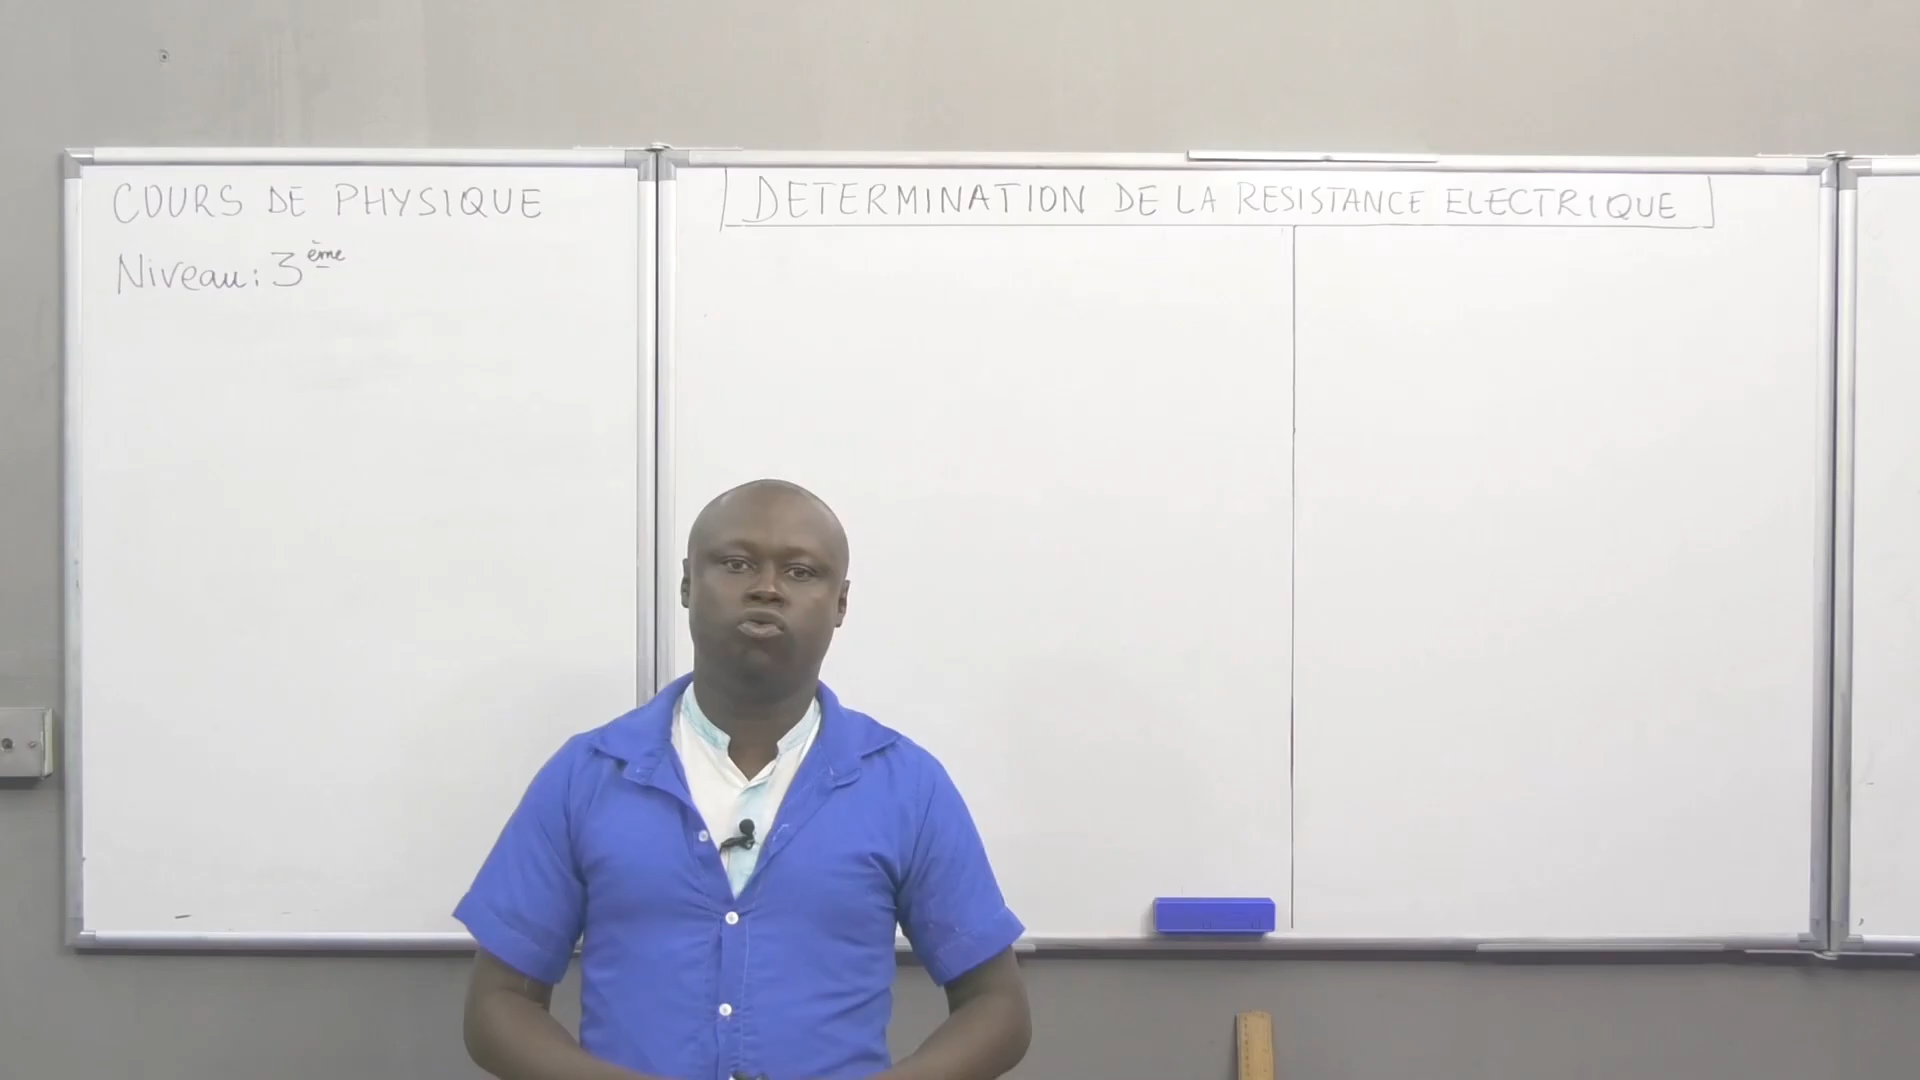 COURS DE PHYSIQUE
Niveau: 3ème
DETERMINATION DE LA RESISTANCE ELECTRIQUE